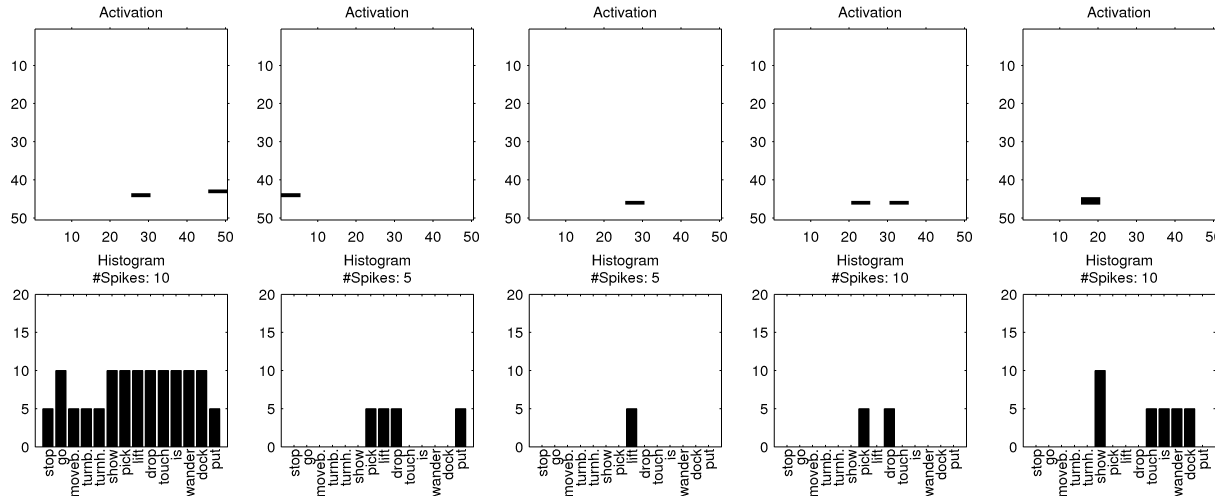 Activation Activation Activation Activation Activation
10 10 10 10 10
20 20 20 20 20
30 30 30 30 30
40 40 40 40 40
50 50 50 50 50
10 20 30 40 50 10 20 30 40 50 10 20 30 40 50 10 20 30 40 50 10 20 30 40 50
Histogram Histogram Histogram Histogram Histogram
#Spikes: 10 #Spikes: 5 #Spikes: 5 #Spikes: 10 #Spikes: 10
20 20 20 20 20
15 15 15 15 15
10 10 10 10 10
5 5 5 5 5
0 0 0 0 0
stop go moveb. turnb. turnh. show pick lift drop touch is wander dock put stop go moveb. turnb. turnh. show pick lift drop touch is wander dock put stop go moveb. turnb. turnh. show pick lift drop touch is wander dock put stop go moveb. turnb. turnh. show pick lift drop touch is wander dock put stop go moveb. turnb. turnh. show pick lift drop touch is wander dock put